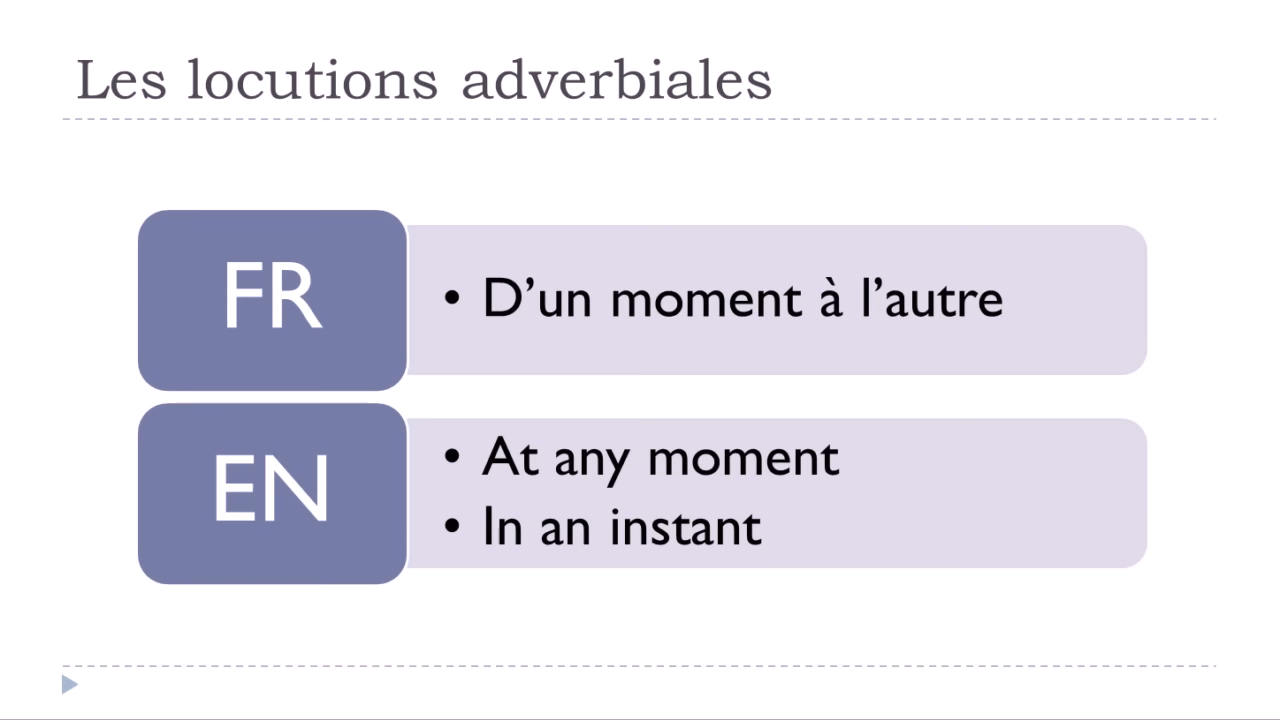 Les locutions adverbiales
FR
• D’un moment à l’autre
EN
• At any moment
• In an instant